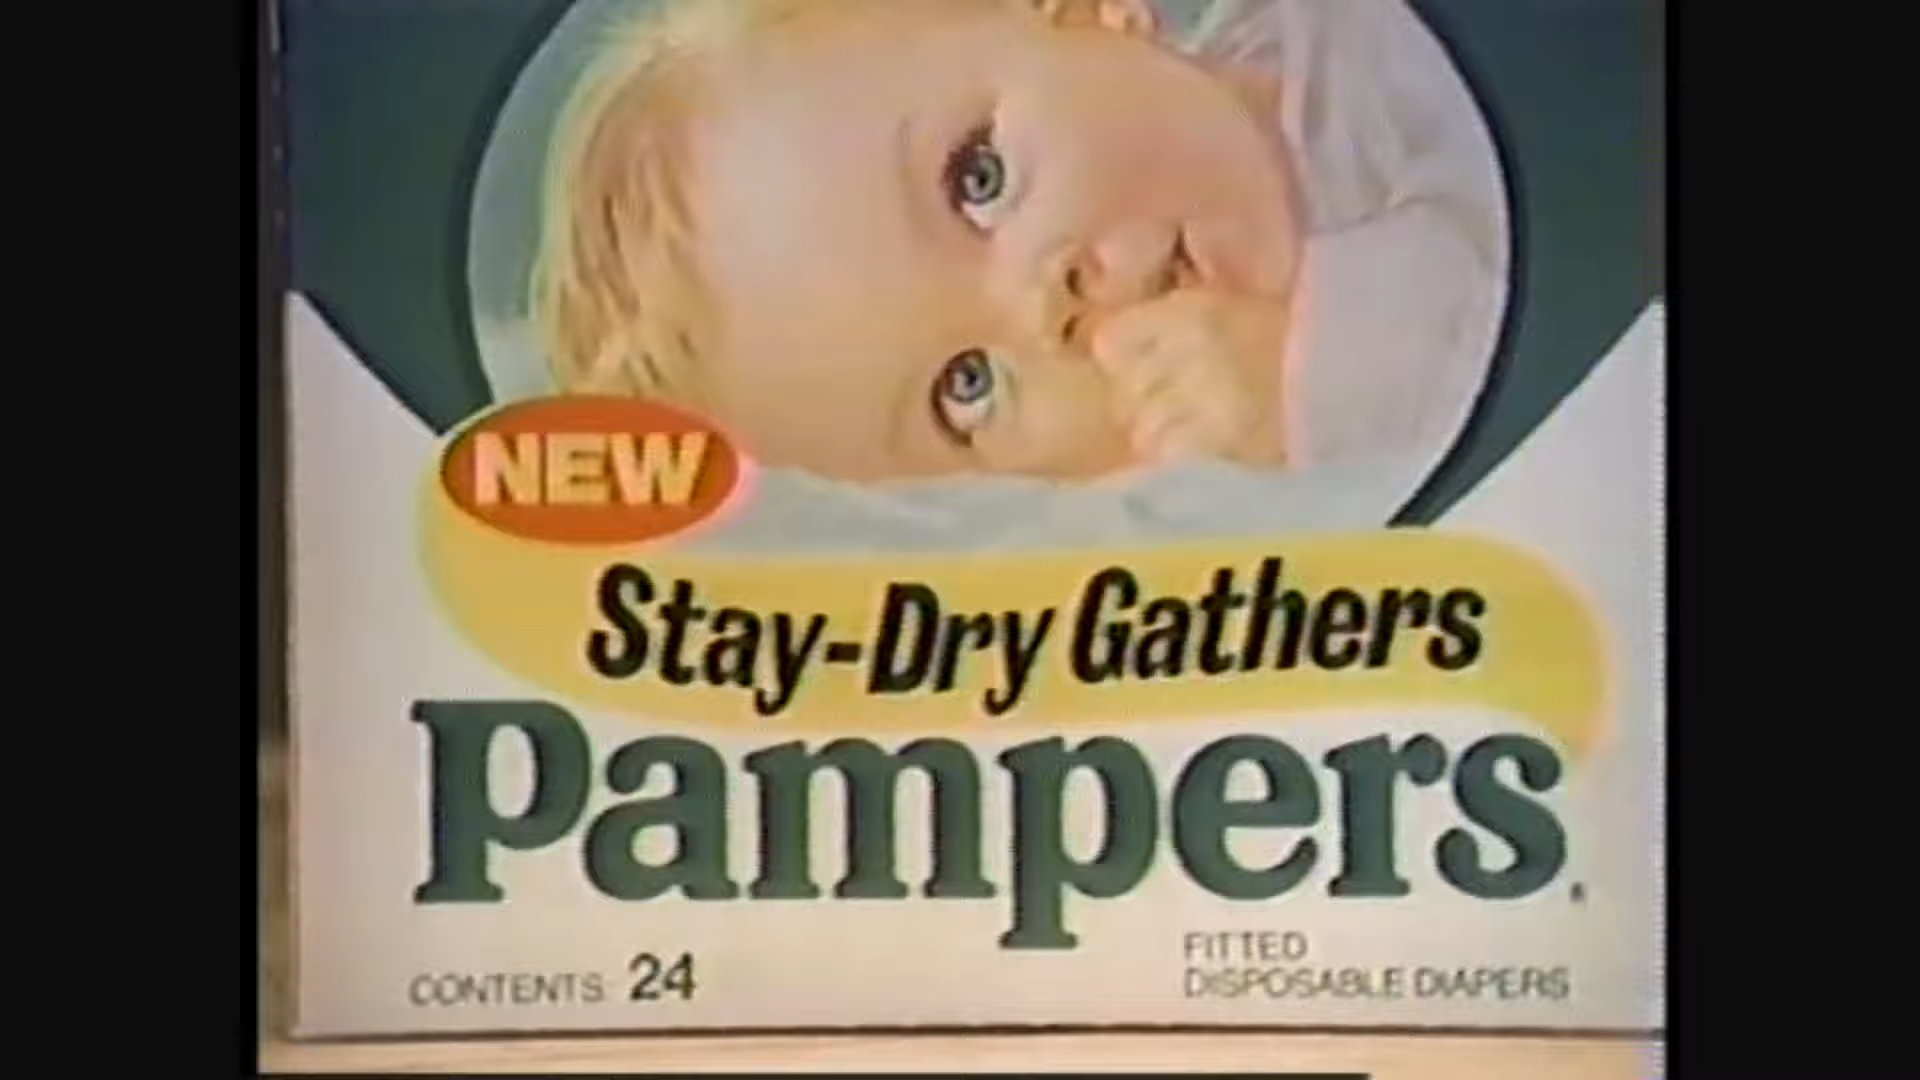 NEW
Stay-Dry Gathers
Pampers
CONTENTS 24
FITTED
DISPOSABLE DIAPERS